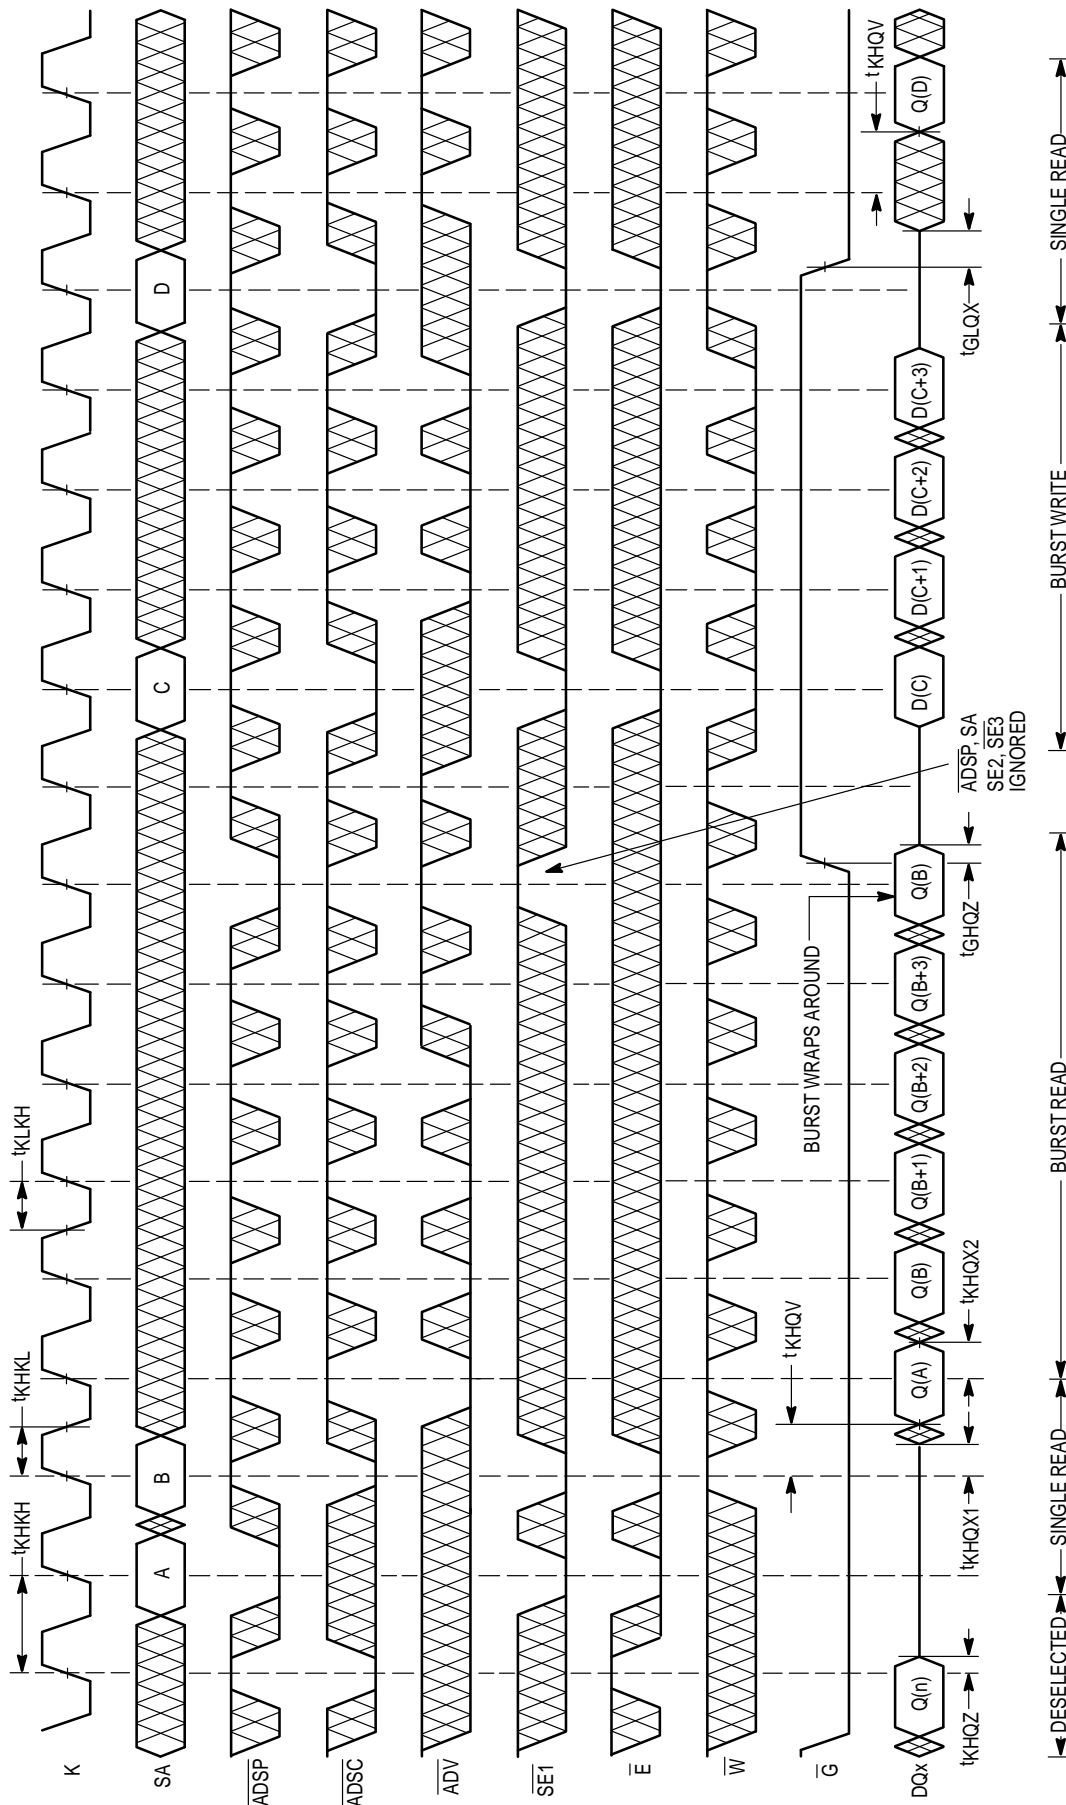 tKHKH
tKHKL
tKLKH
K
SA
A
B
C
D
ADSP
ADSC
ADV
SE1
E
W
G
tKHQV
BURST WRAPS AROUND
ADSP, SA
SE2, SE3
IGNORED
tKHQV
DQx
Q(n)
Q(A)
Q(B)
Q(B+1)
Q(B+2)
Q(B+3)
Q(B)
D(C)
D(C+1)
D(C+2)
D(C+3)
Q(D)
tKHQZ
tKHQX1
tKHQX2
tGHQZ
tGLQX
DESELECTED
SINGLE READ
BURST READ
BURST WRITE
SINGLE READ